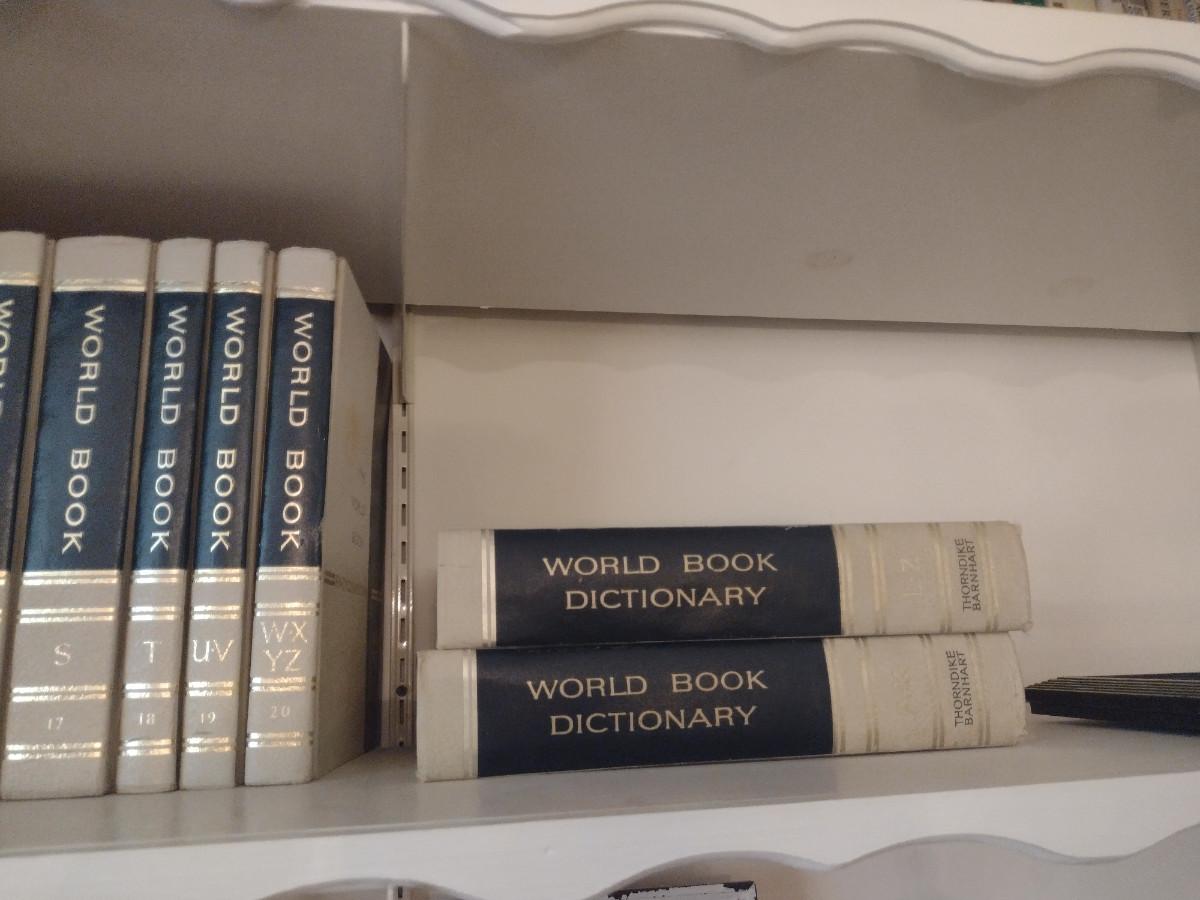 WORLD
WORLD BOOK
S
17
WORLD BOOK
T
18
WORLD BOOK
U·V
19
WORLD BOOK
W·X
YZ
20
WORLD BOOK
DICTIONARY
L-Z
THORNDIKE
BARNHART
WORLD BOOK
DICTIONARY
A-K
THORNDIKE
BARNHART